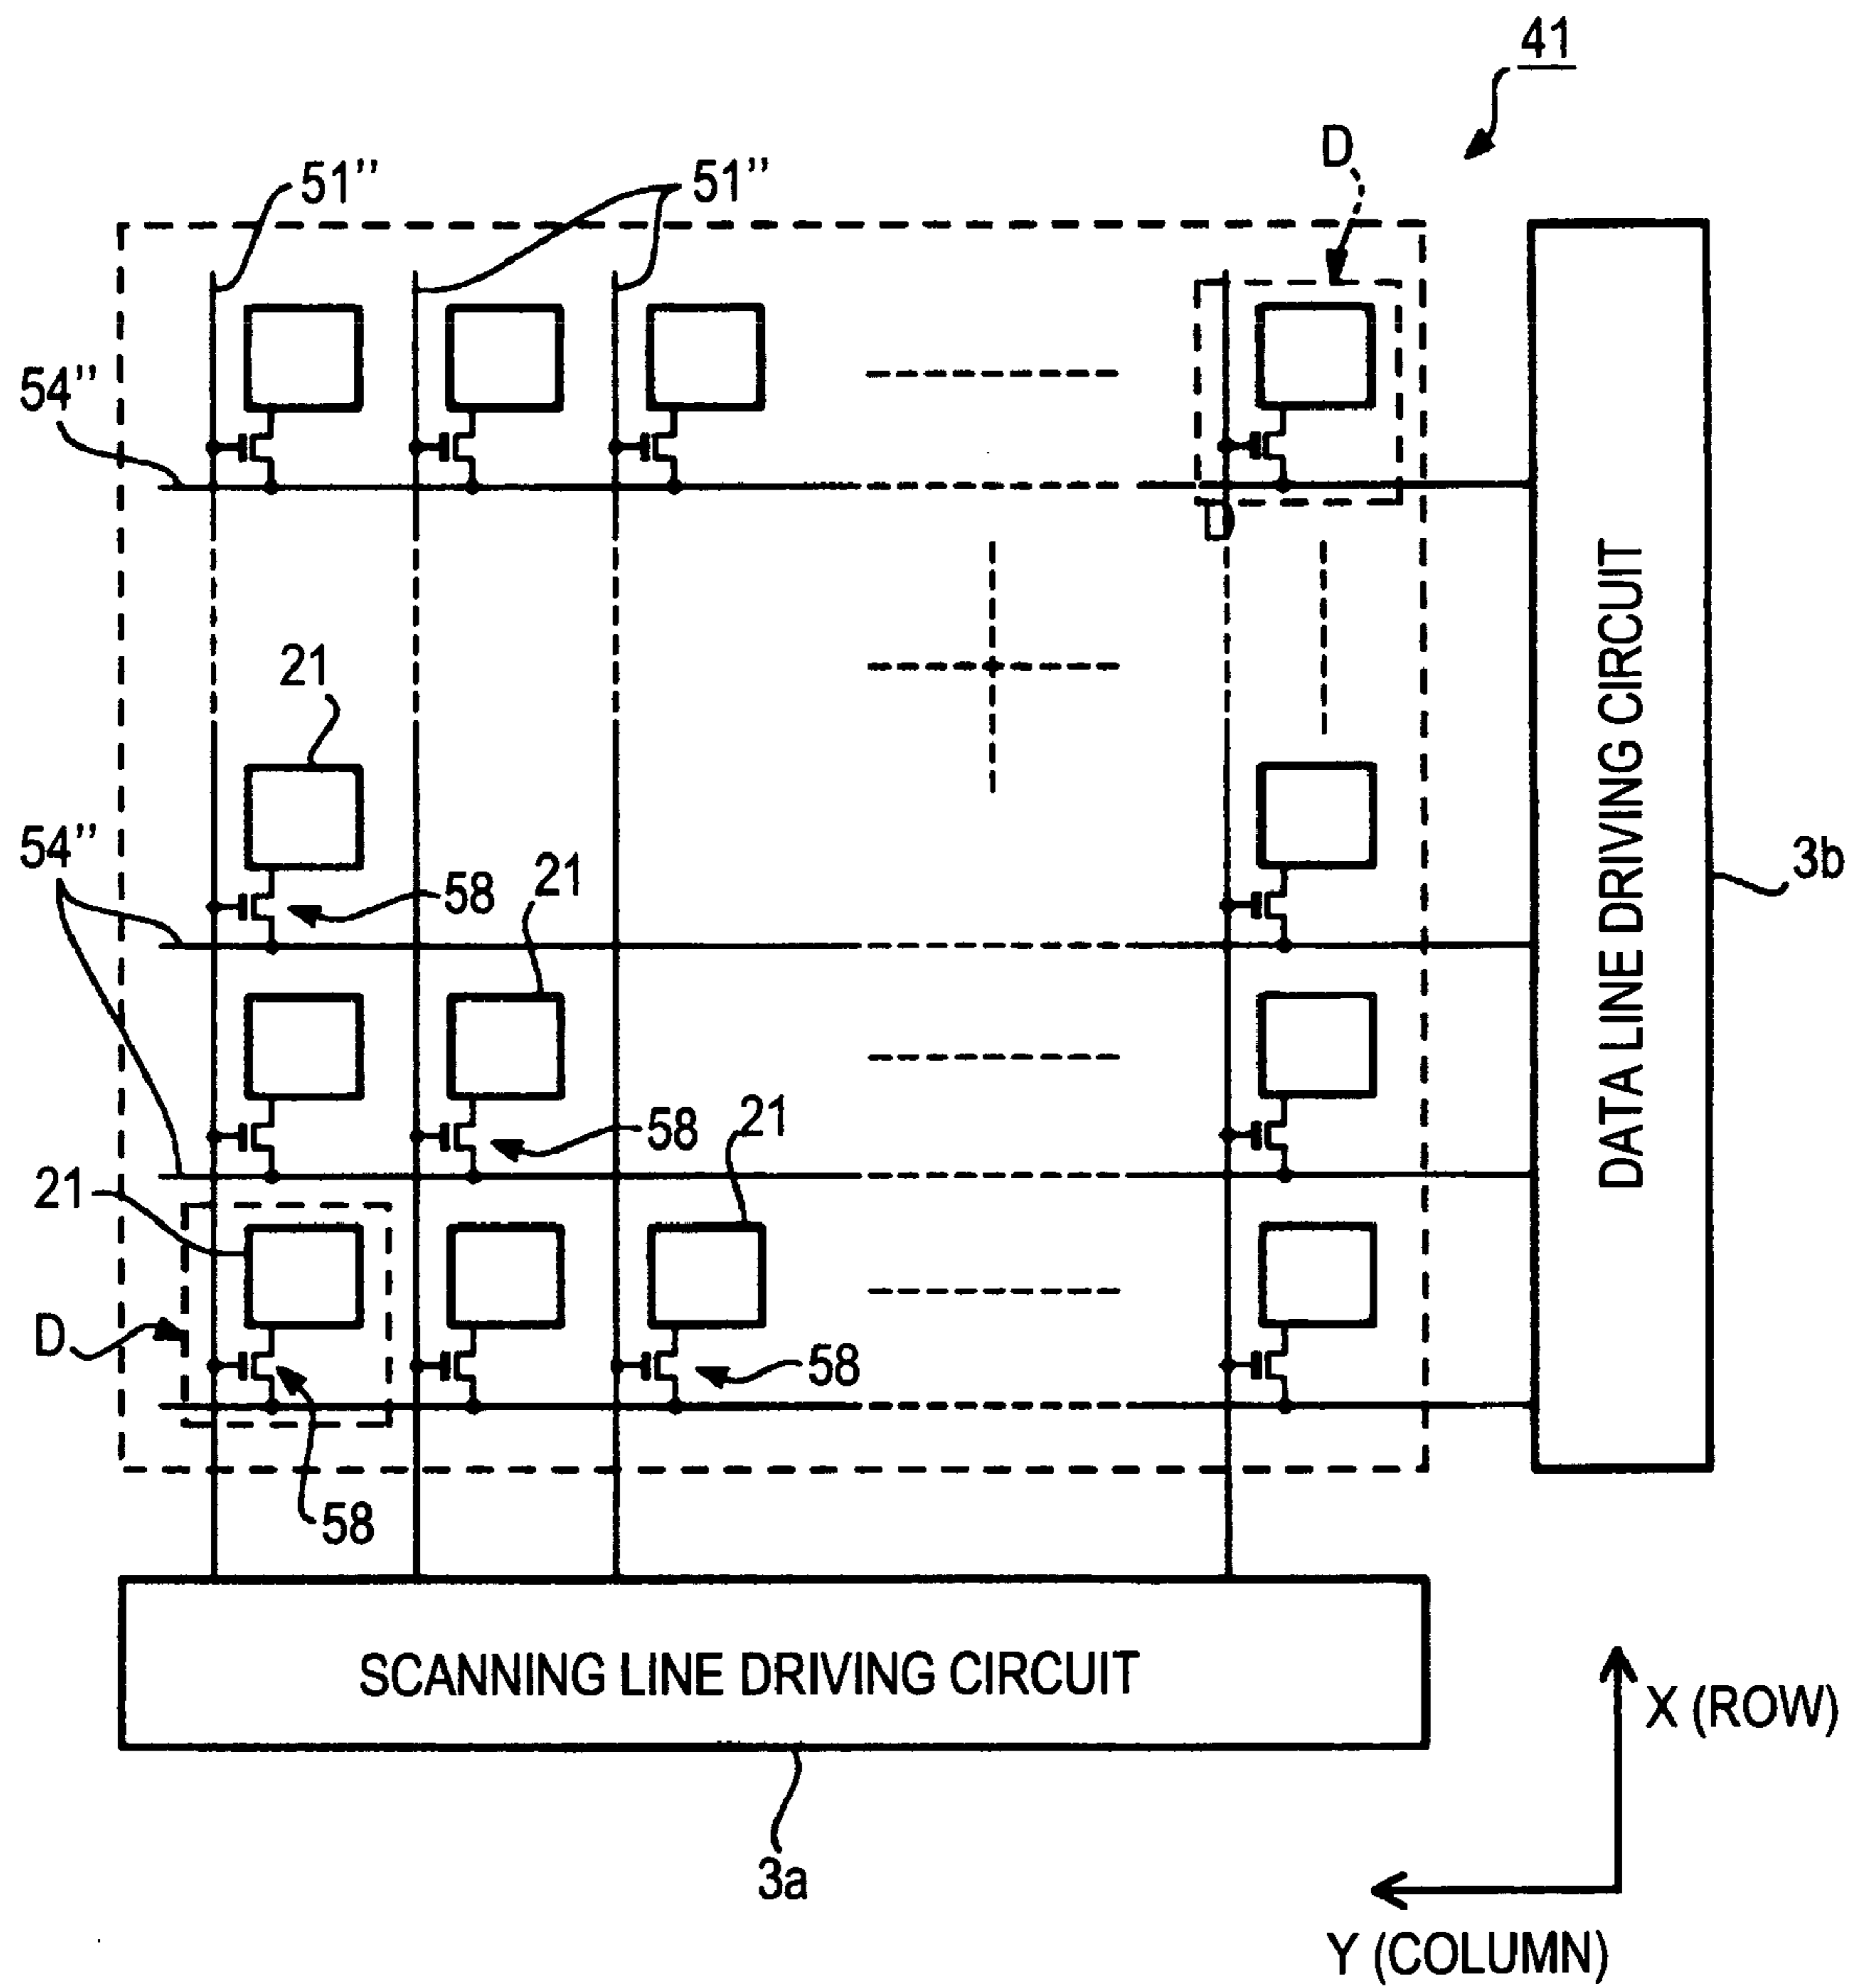 41
D
51”
51”
54”
D
21
54”
21
58
3b
21
58
21
D
58
58
DATA LINE DRIVING CIRCUIT
SCANNING LINE DRIVING CIRCUIT
X (ROW)
3a
Y (COLUMN)
21